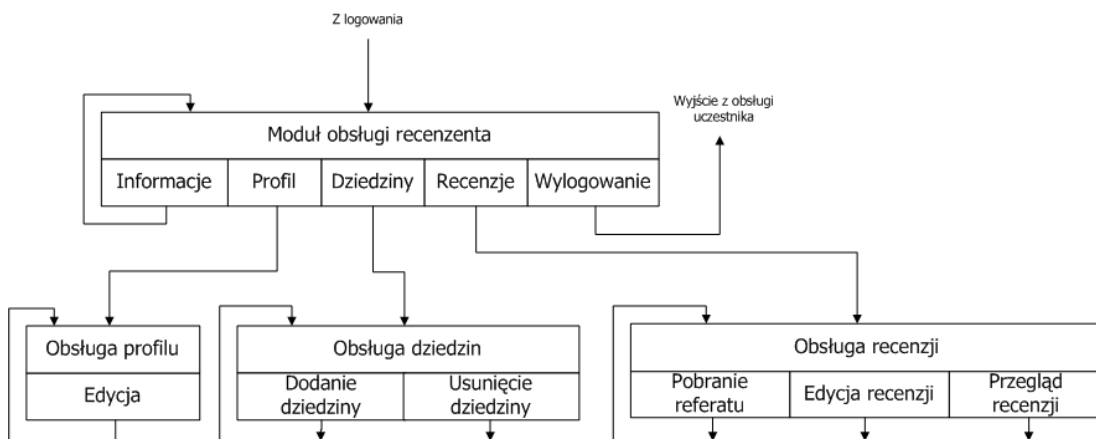 Z logowania
Wyjście z obsługi
uczestnika
Moduł obsługi recenzenta
Informacje
Profil
Dziedziny
Recenzje
Wylogowanie
Obsługa profilu
Edycja
Obsługa dziedzin
Dodanie
dziedziny
Usunięcie
dziedziny
Obsługa recenzji
Pobranie
referatu
Edycja recenzji
Przegląd
recenzji